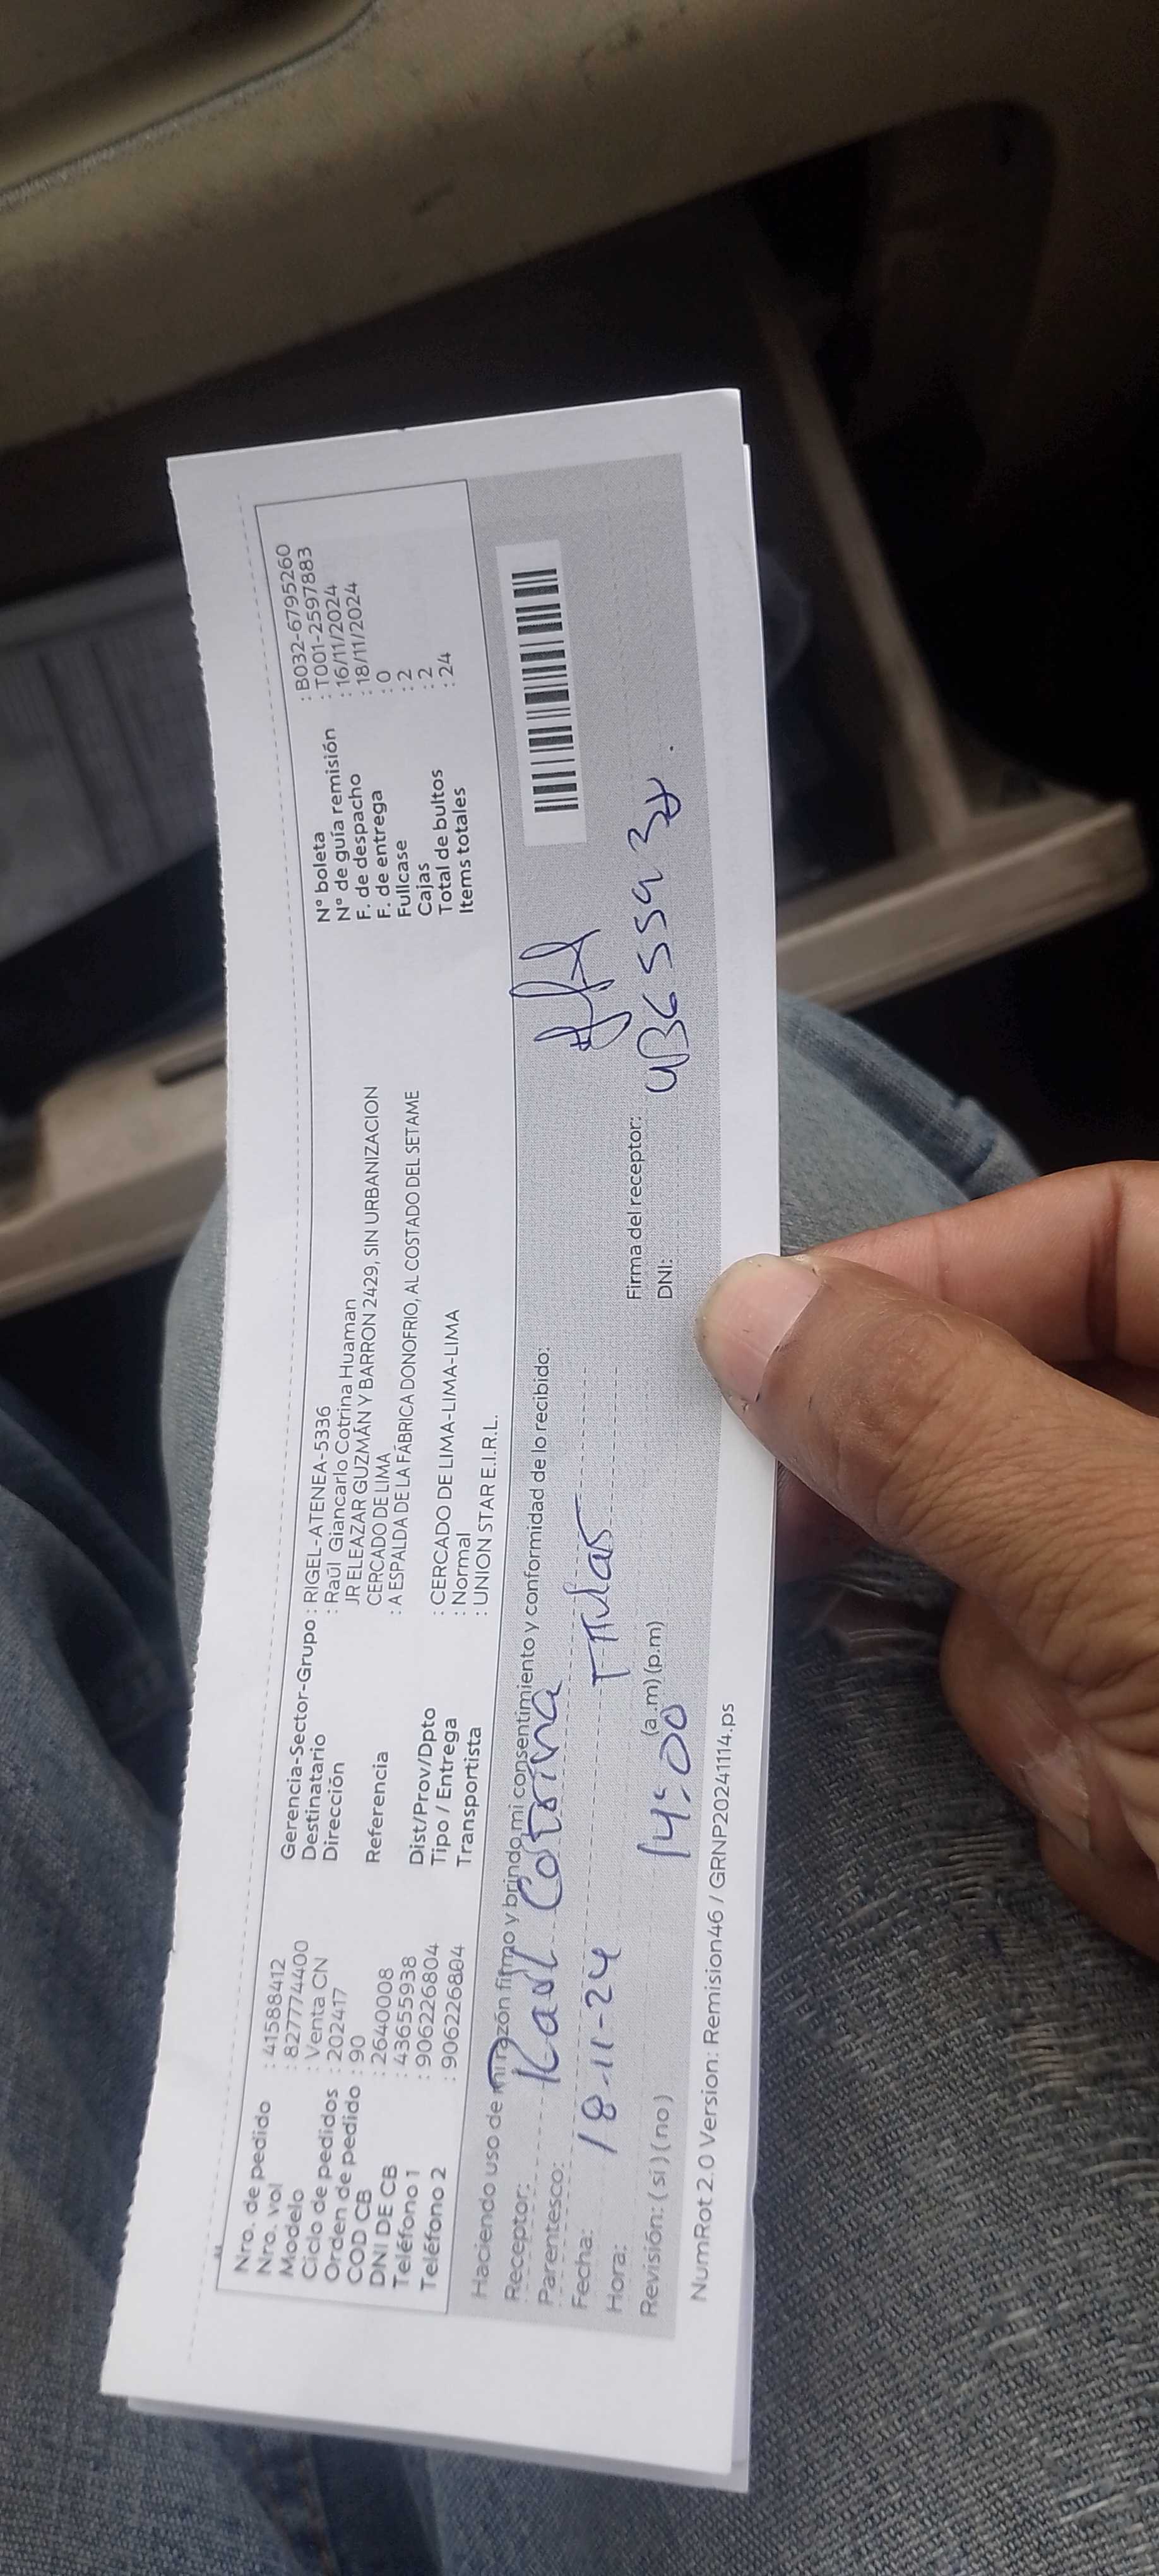 Nro. de pedido : 41588412
Nro. vol : 827774400
Modelo : Venta CN
Ciclo de pedidos : 202417
Orden de pedido : 90
COD CB : 2640008
DNI DE CB : 43655938
Teléfono 1 : 906226804
Teléfono 2 : 906226804
Gerencia-Sector-Grupo : RIGEL-ATENEA-5336
Destinatario : Raúl Giancarlo Cotrina Huaman
Dirección JR ELEAZAR GUZMÁN Y BARRON 2429, SIN URBANIZACION
CERCADO DE LIMA
Referencia : A ESPALDA DE LA FÁBRICA DONOFRIO, AL COSTADO DEL SETAME
Dist/Prov/Dpto : CERCADO DE LIMA-LIMA-LIMA
Tipo / Entrega : Normal
Transportista : UNION STAR E.I.R.L.
N° boleta : B032-6795260
N° de guía remisión : T001-2597883
F. de despacho : 16/11/2024
F. de entrega : 18/11/2024
Fullcase : 0
Cajas : 2
Total de bultos : 2
Items totales : 24
Haciendo uso de mi razón firmo y brindo mi consentimiento y conformidad de lo recibido:
Receptor: Raul Cotrina
Parentesco: Titular
Fecha: 18-11-24
Hora: 14:00 (a.m) (p.m)
Revisión: ( sí ) ( no )
Firma del receptor:
DNI:
NumRot 2.0 Version: Remision46 / GRNP20241114.ps